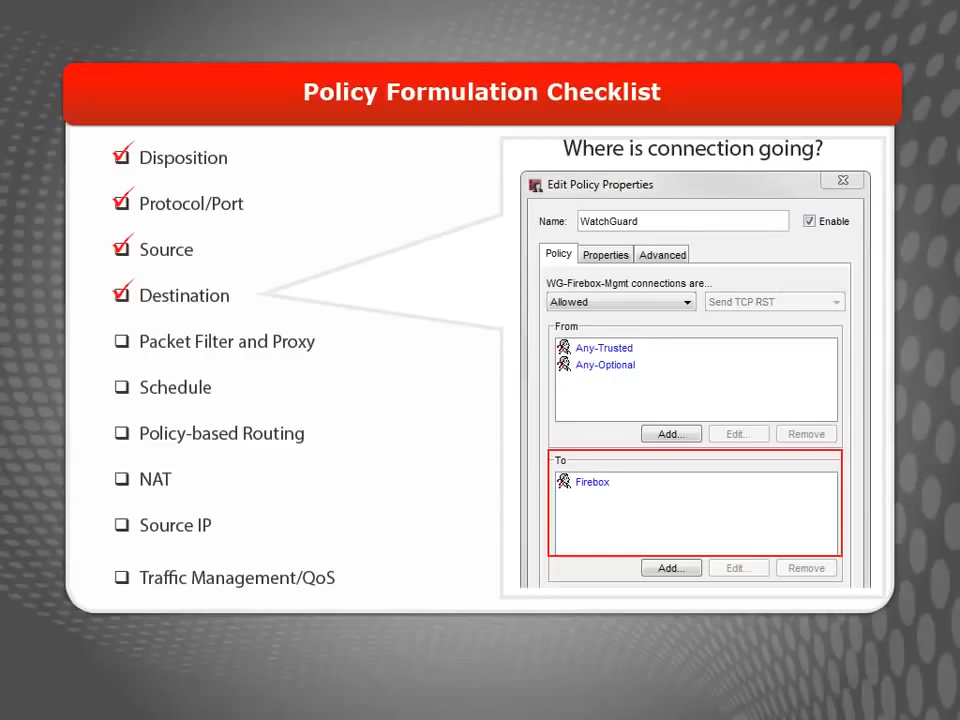 Policy Formulation Checklist
Disposition
Protocol/Port
Source
Destination
Packet Filter and Proxy
Schedule
Policy-based Routing
NAT
Source IP
Traffic Management/QoS
Where is connection going?
Edit Policy Properties
Name: WatchGuard Enable
Policy Properties Advanced
WG-Firebox-Mgmt connections are...
Allowed Send TCP RST
From
Any-Trusted
Any-Optional
Add... Edit... Remove
To
Firebox
Add... Edit... Remove